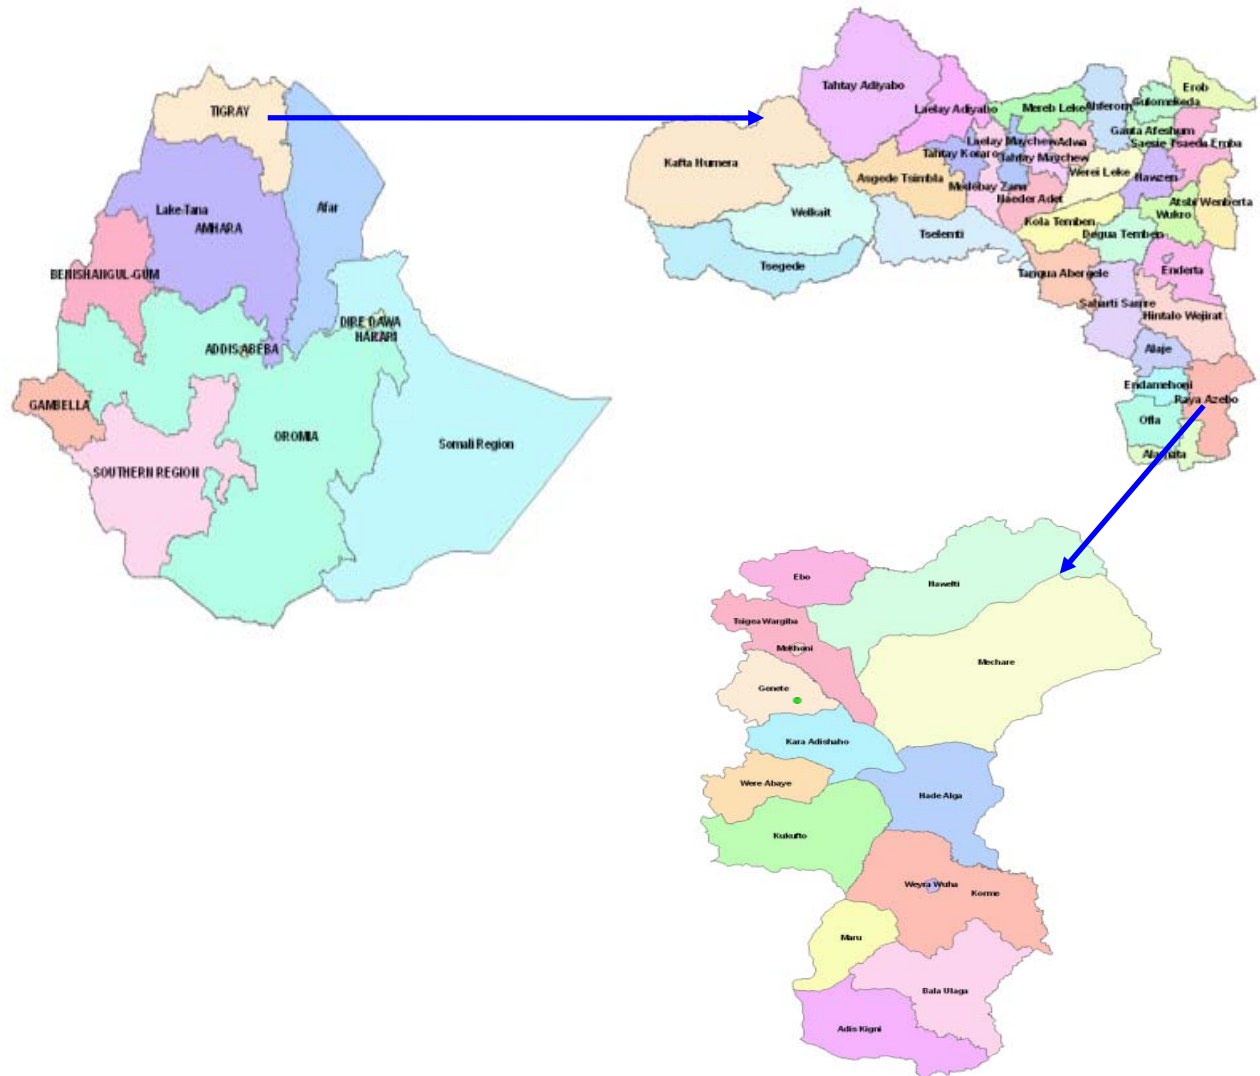 TIGRAY
Afar
Lake-Tana
AMHARA
BENISHANGUL-GUM
DIRE DAWA
HARARI
ADDIS ABEBA
GAMBELLA
OROMIA
Somali Region
SOUTHERN REGION
Tahtay Adiyabo
Laelay Adiyabo
Mereb Leke
Ahferom
Gulomekeda
Erob
Ganta Afeshum
Saesie Tsaeda Emba
Laelay Maychew
Adwa
Tahtay Koraro
Tahtay Maychew
Kafta Humera
Asgede Tsimbla
Medebay Zana
Werei Leke
Hawzen
Naeder Adet
Atsbi Wenberta
Wukro
Welkait
Kola Temben
Tselemti
Degua Temben
Tsegede
Tanqua Abergele
Enderta
Saharti Samre
Hintalo Wejirat
Alaje
Endamehoni
Raya Azebo
Ofla
Alamata
Ebo
Hawelti
Tsigea Wargiba
Mekhoni
Mechare
Genete
Kara Adishaho
Were Abaye
Hade Alga
Kukufto
Weyra Wuha
Korme
Maru
Bala Ulaga
Adis Kigni